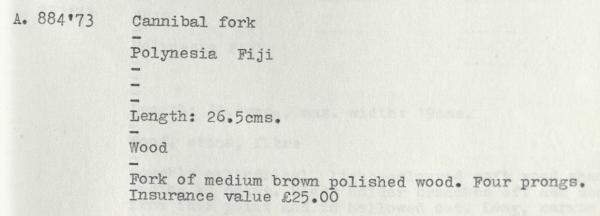 A. 884'73 Cannibal fork
-
Polynesia Fiji
-
-
-
Length: 26.5cms.
-
Wood
-
Fork of medium brown polished wood. Four prongs.
Insurance value £25.00